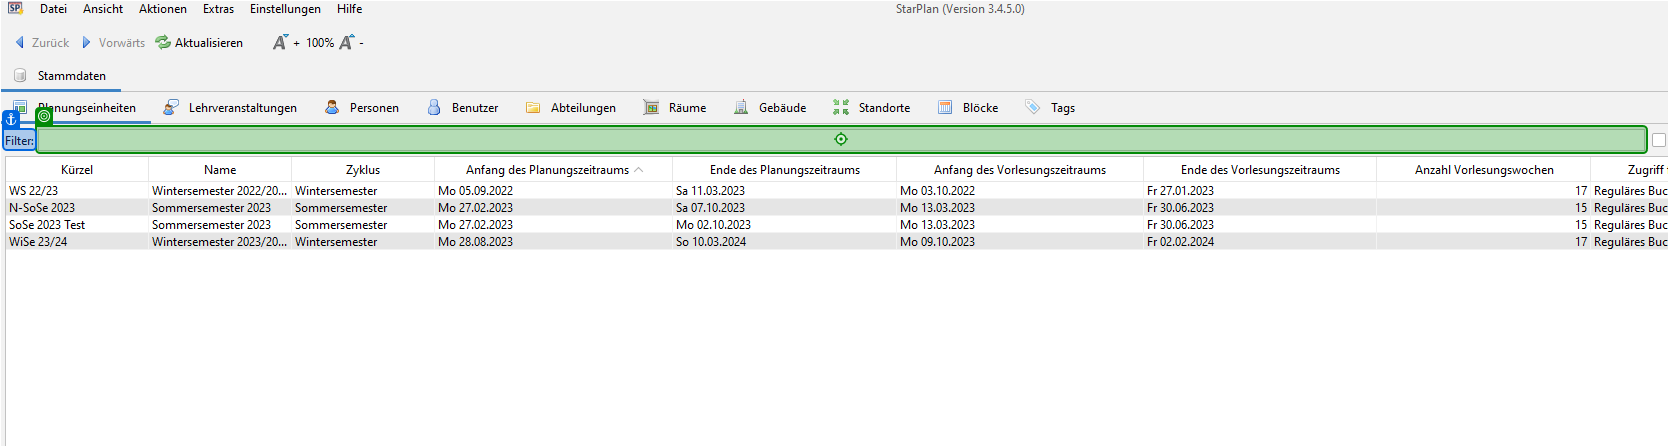 SP Datei Ansicht Aktionen Extras Einstellungen Hilfe StarPlan (Version 3.4.5.0)
Zurück Vorwärts Aktualisieren A + 100% A -
Stammdaten
Planungseinheiten Lehrveranstaltungen Personen Benutzer Abteilungen Räume Gebäude Standorte Blöcke Tags
Filter:
Kürzel Name Zyklus Anfang des Planungszeitraums Ende des Planungszeitraums Anfang des Vorlesungszeitraums Ende des Vorlesungszeitraums Anzahl Vorlesungswochen Zugriff
WS 22/23 Wintersemester 2022/20... Wintersemester Mo 05.09.2022 Sa 11.03.2023 Mo 03.10.2022 Fr 27.01.2023 17 Reguläres Buc
N-SoSe 2023 Sommersemester 2023 Sommersemester Mo 27.02.2023 Sa 07.10.2023 Mo 13.03.2023 Fr 30.06.2023 15 Reguläres Buc
SoSe 2023 Test Sommersemester 2023 Sommersemester Mo 27.02.2023 Mo 02.10.2023 Mo 13.03.2023 Fr 30.06.2023 15 Reguläres Buc
WiSe 23/24 Wintersemester 2023/20... Wintersemester Mo 28.08.2023 So 10.03.2024 Mo 09.10.2023 Fr 02.02.2024 17 Reguläres Buc